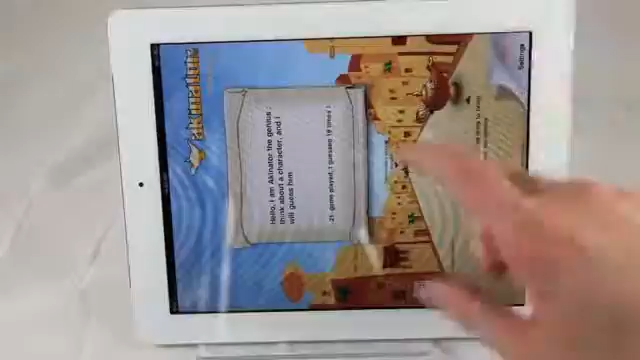 akinator
Hello, I am Akinator the genius ;
think about a character, and I
will guess him
21 game played, I guessed 18 times !
Settings